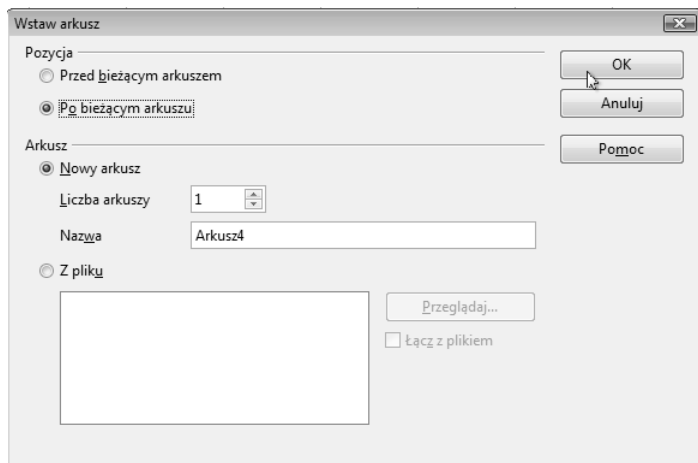 Wstaw arkusz
Pozycja
Przed bieżącym arkuszem
Po bieżącym arkuszu
OK
Anuluj
Pomoc
Arkusz
Nowy arkusz
Liczba arkuszy 1
Nazwa Arkusz4
Z pliku
Przeglądaj...
Łącz z plikiem